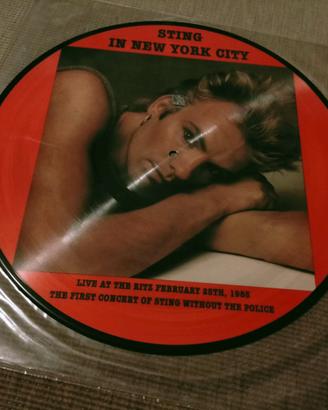 STING
IN NEW YORK CITY
LIVE AT THE RITZ FEBRUARY 25TH, 1985
THE FIRST CONCERT OF STING WITHOUT THE POLICE